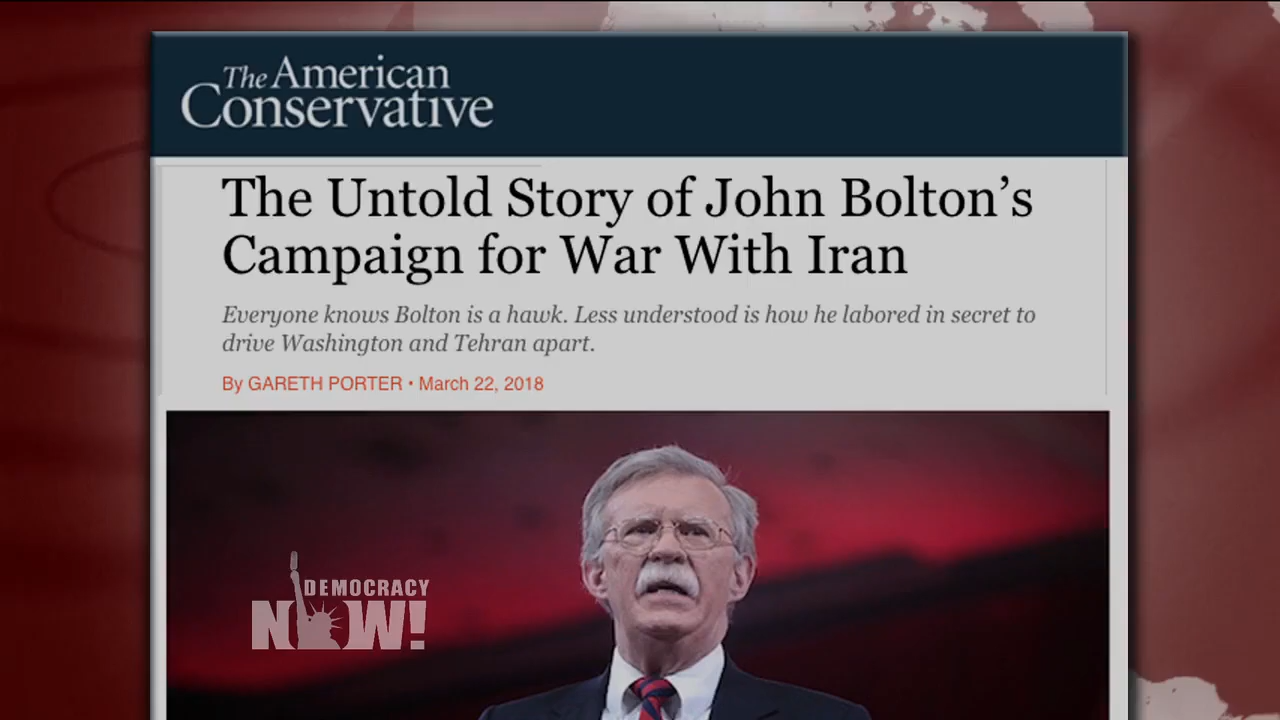 The American
Conservative
The Untold Story of John Bolton’s
Campaign for War With Iran
Everyone knows Bolton is a hawk. Less understood is how he labored in secret to
drive Washington and Tehran apart.
By GARETH PORTER • March 22, 2018
DEMOCRACY
NOW!